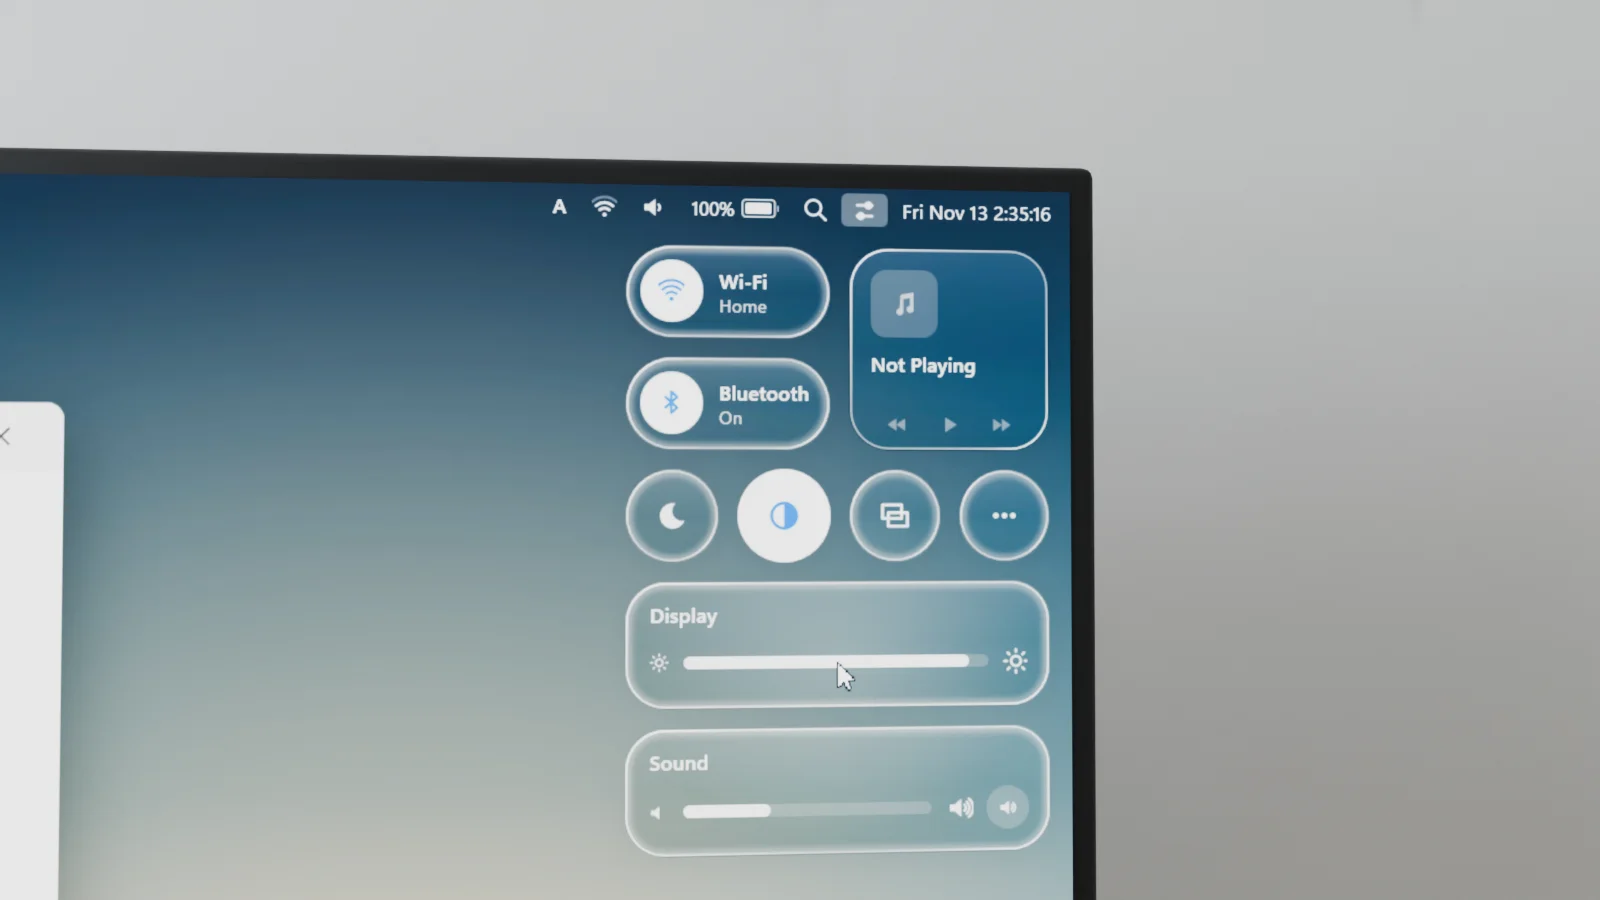 A 100% Fri Nov 13 2:35:16
Wi-Fi
Home
Bluetooth
On
Not Playing
Display
Sound